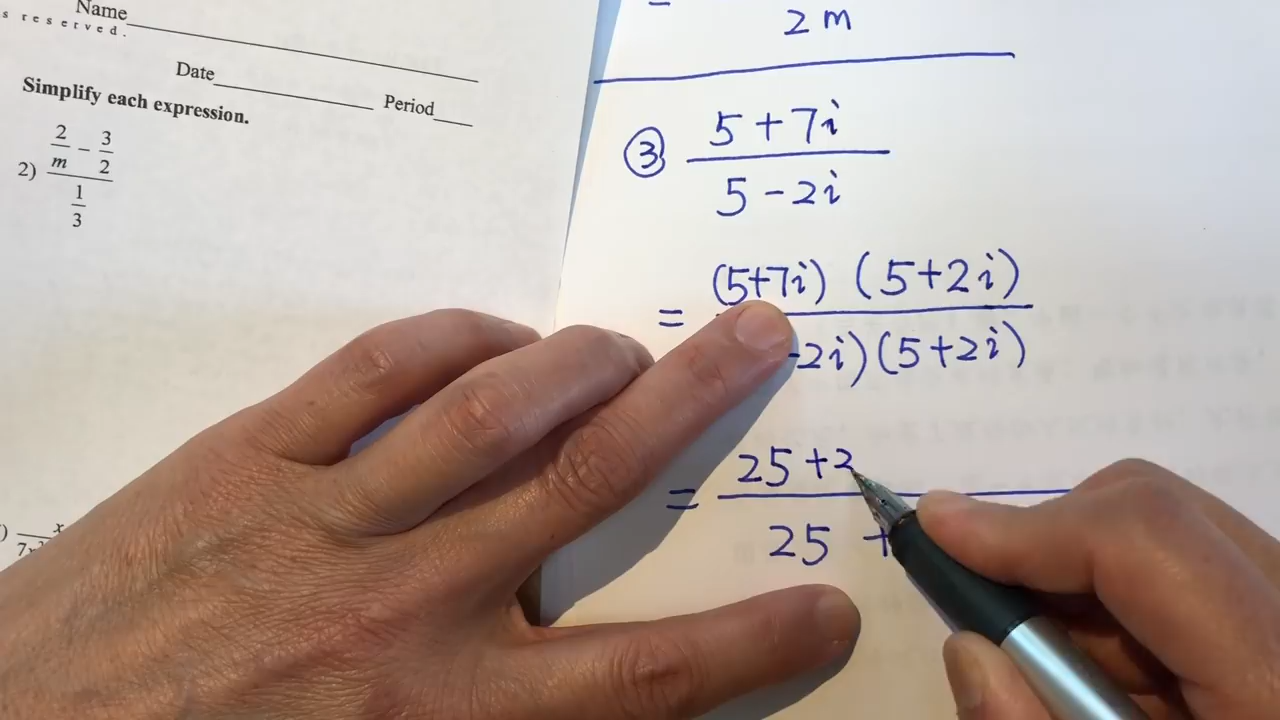 Name
s reserved.
Date Period
Simplify each expression.
2) 2/m - 3/2
1/3
x
7
2m
③ 5+7i
5-2i
= (5+7i) (5+2i)
-2i)(5+2i)
= 25+2
25 +